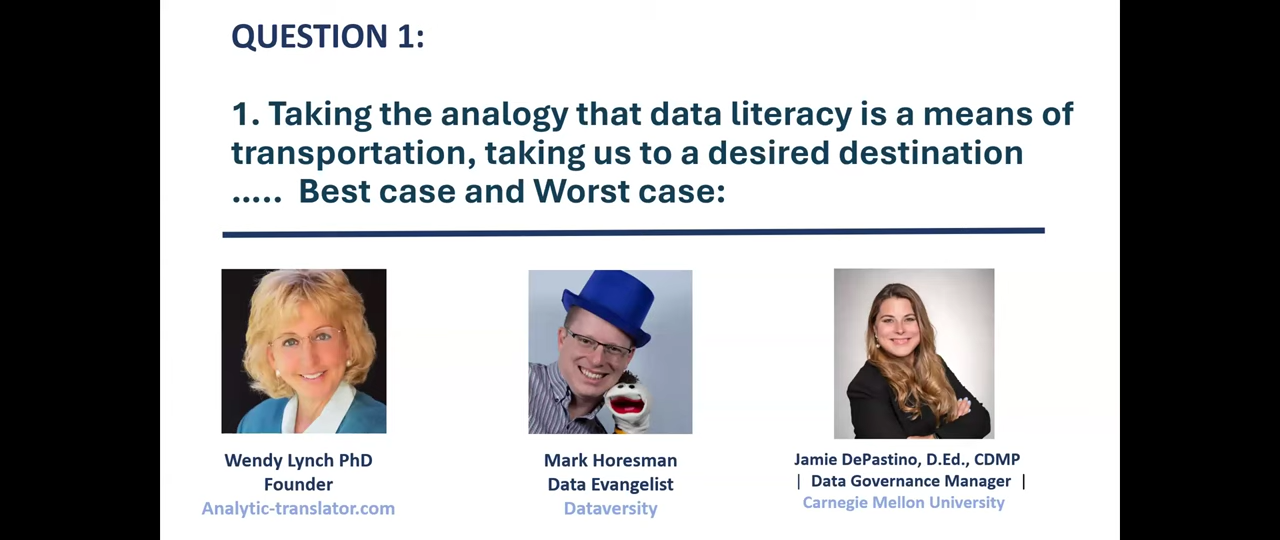 QUESTION 1:
1. Taking the analogy that data literacy is a means of
transportation, taking us to a desired destination
..... Best case and Worst case:
Wendy Lynch PhD
Founder
Analytic-translator.com
Mark Horesman
Data Evangelist
Dataversity
Jamie DePastino, D.Ed., CDMP
| Data Governance Manager |
Carnegie Mellon University